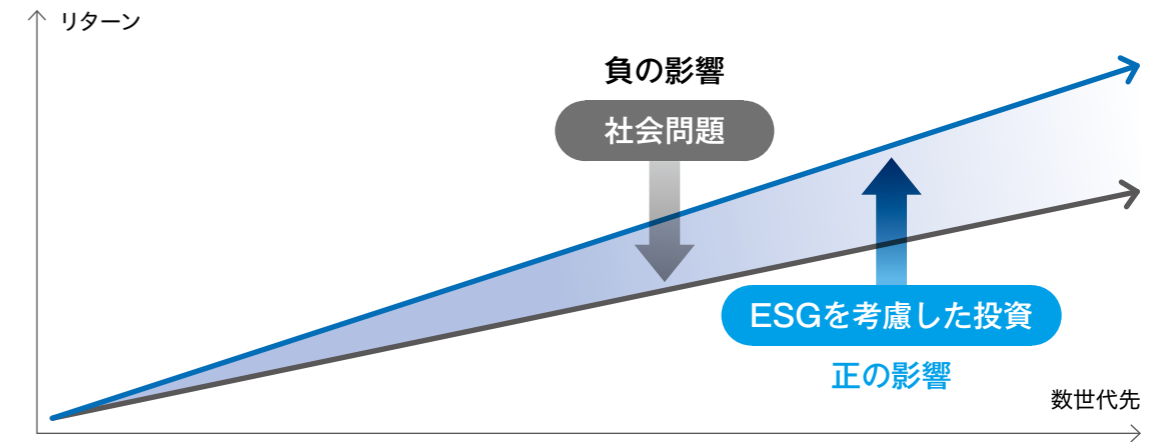 リターン
負の影響
社会問題
ESGを考慮した投資
正の影響
数世代先